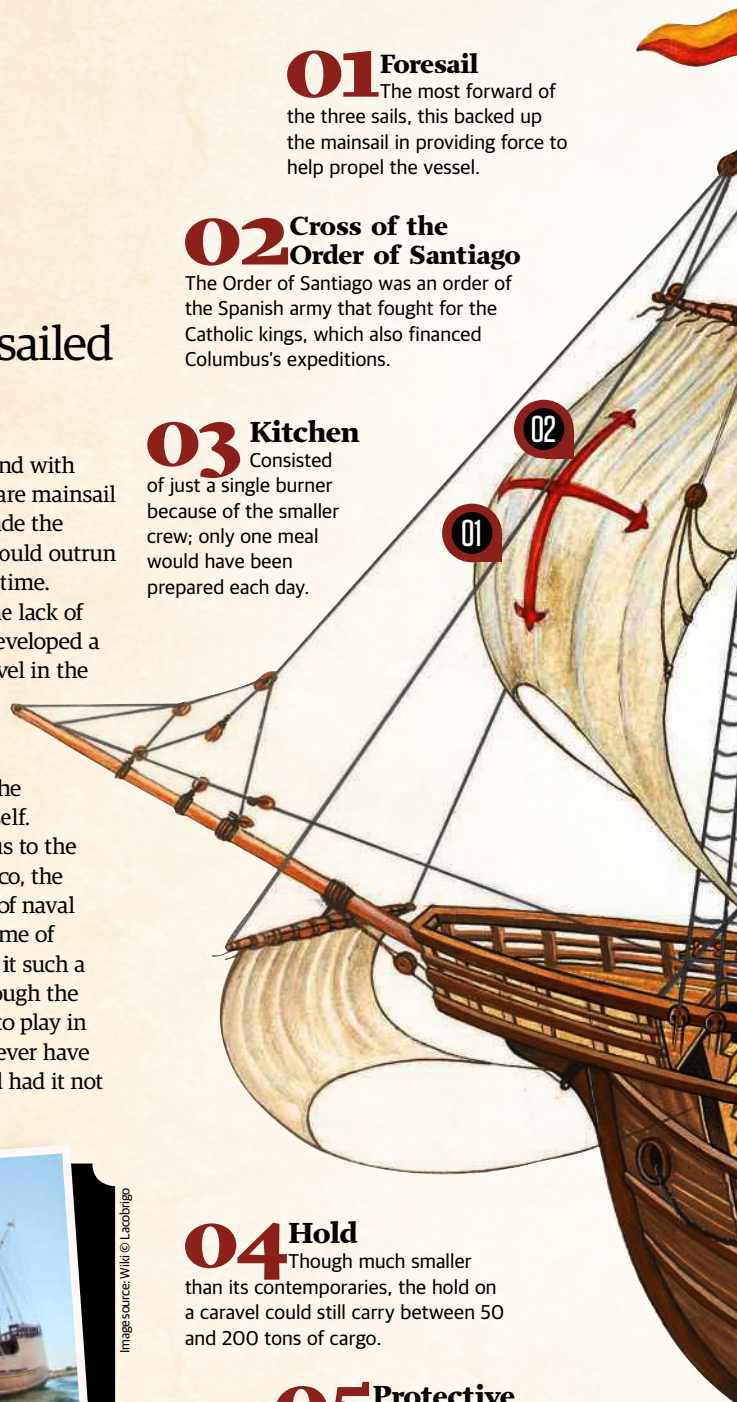 sailed
nd with
are mainsail
de the
ould outrun
time.
e lack of
eveloped a
vel in the
he
elf.
us to the
co, the
of naval
me of
it such a
ough the
to play in
ever have
d had it not
Image source: Wiki © Lacobrigo
01 Foresail
The most forward of
the three sails, this backed up
the mainsail in providing force to
help propel the vessel.
02 Cross of the
Order of Santiago
The Order of Santiago was an order of
the Spanish army that fought for the
Catholic kings, which also financed
Columbus's expeditions.
03 Kitchen
Consisted
of just a single burner
because of the smaller
crew; only one meal
would have been
prepared each day.
02
01
04 Hold
Though much smaller
than its contemporaries, the hold on
a caravel could still carry between 50
and 200 tons of cargo.
05 Protective